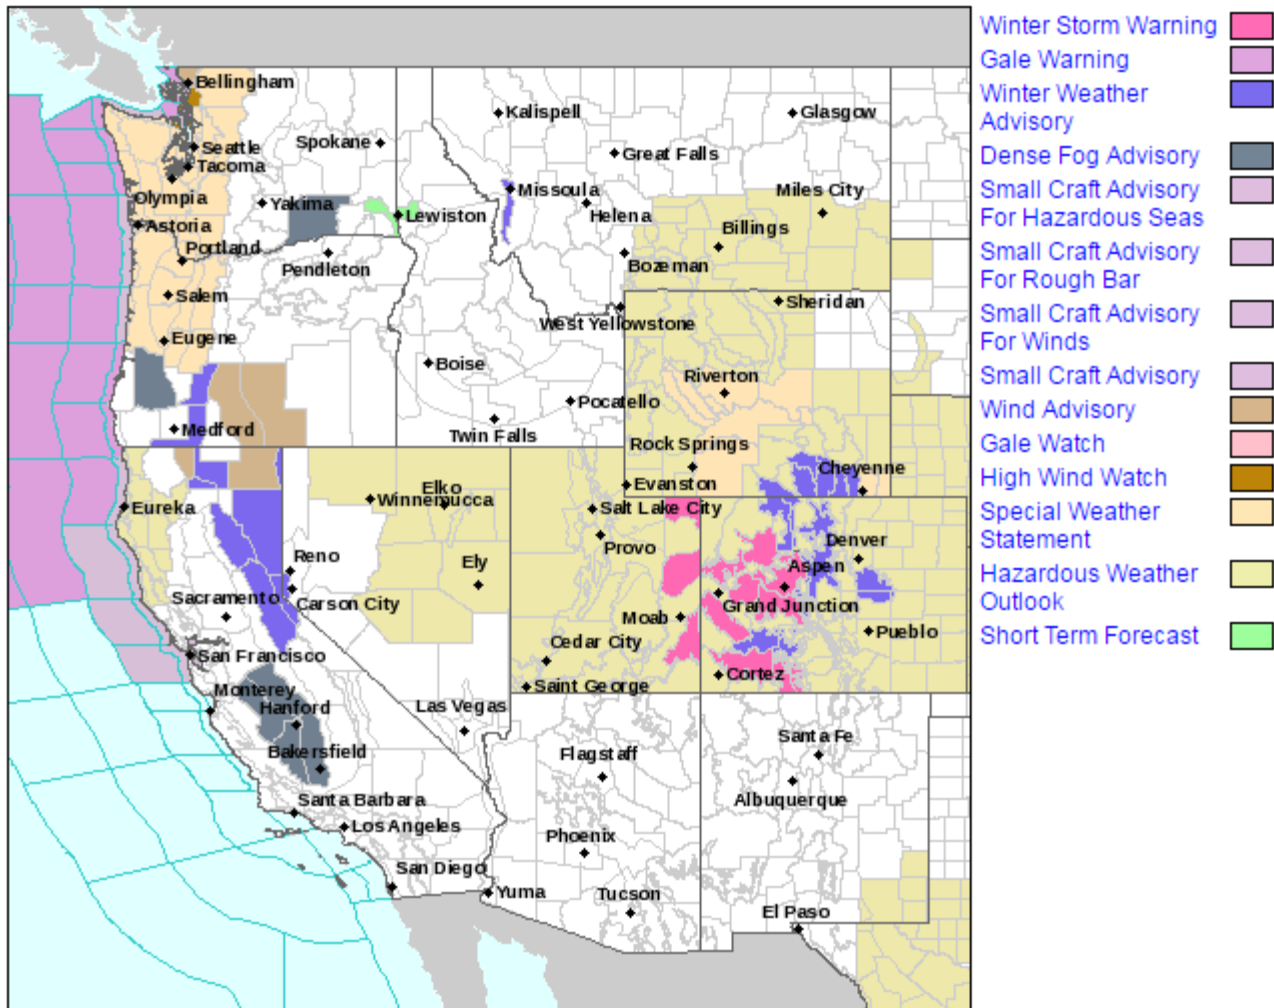 Winter Storm Warning
Gale Warning
Winter Weather
Advisory
Dense Fog Advisory
Small Craft Advisory
For Hazardous Seas
Small Craft Advisory
For Rough Bar
Small Craft Advisory
For Winds
Small Craft Advisory
Wind Advisory
Gale Watch
High Wind Watch
Special Weather
Statement
Hazardous Weather
Outlook
Short Term Forecast
Bellingham
Kalispell
Glasgow
Seattle
Spokane
Great Falls
Tacoma
Missoula
Miles City
Olympia
Yakima
Lewiston
Helena
Astoria
Billings
Portland
Pendleton
Bozeman
Salem
Sheridan
West Yellowstone
Eugene
Boise
Riverton
Pocatello
Medford
Twin Falls
Rock Springs
Cheyenne
Evanston
Elko
Winnemucca
Eureka
Salt Lake City
Provo
Denver
Reno
Ely
Aspen
Sacramento
Carson City
Grand Junction
Moab
Pueblo
Cedar City
San Francisco
Cortez
Monterey
Saint George
Hanford
Las Vegas
Santa Fe
Bakersfield
Flagstaff
Albuquerque
Santa Barbara
Los Angeles
Phoenix
San Diego
Yuma
Tucson
El Paso